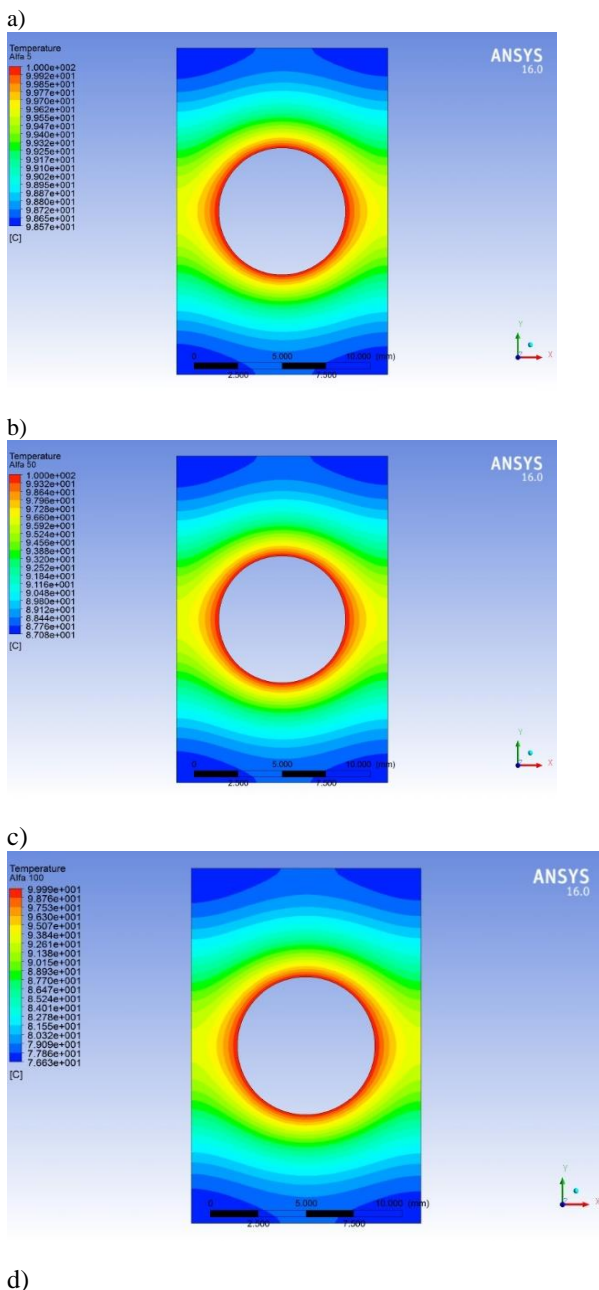 a)
Temperature
Alfa 5
1.000e+002
9.992e+001
9.985e+001
9.977e+001
9.970e+001
9.962e+001
9.955e+001
9.947e+001
9.940e+001
9.932e+001
9.925e+001
9.917e+001
9.910e+001
9.902e+001
9.895e+001
9.887e+001
9.880e+001
9.872e+001
9.865e+001
9.857e+001
[C]
ANSYS
16.0
0 5.000 10.000 (mm)
2.500 7.500
Y
X
Z
b)
Temperature
Alfa 50
1.000e+002
9.932e+001
9.864e+001
9.796e+001
9.728e+001
9.660e+001
9.592e+001
9.524e+001
9.456e+001
9.388e+001
9.320e+001
9.252e+001
9.184e+001
9.116e+001
9.048e+001
8.980e+001
8.912e+001
8.844e+001
8.776e+001
8.708e+001
[C]
ANSYS
16.0
0 5.000 10.000 (mm)
2.500 7.500
Y
X
Z
c)
Temperature
Alfa 100
9.999e+001
9.876e+001
9.753e+001
9.630e+001
9.507e+001
9.384e+001
9.261e+001
9.138e+001
9.015e+001
8.893e+001
8.770e+001
8.647e+001
8.524e+001
8.401e+001
8.278e+001
8.155e+001
8.032e+001
7.909e+001
7.786e+001
7.663e+001
[C]
ANSYS
16.0
0 5.000 10.000 (mm)
2.500 7.500
Y
X
Z
d)